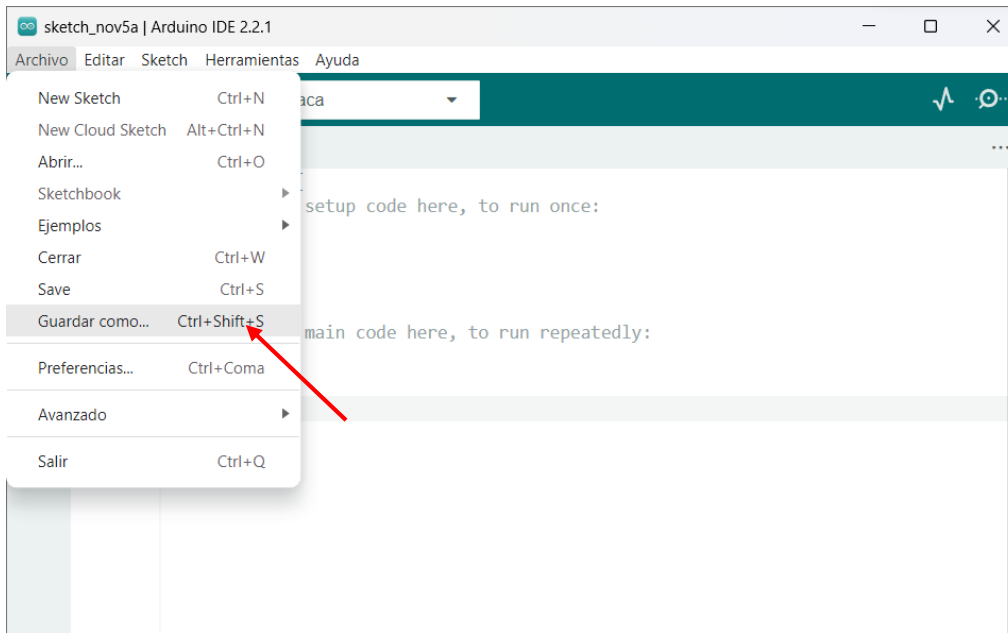 sketch_nov5a | Arduino IDE 2.2.1
Archivo Editar Sketch Herramientas Ayuda
New Sketch Ctrl+N
New Cloud Sketch Alt+Ctrl+N
Abrir... Ctrl+O
Sketchbook
Ejemplos
Cerrar Ctrl+W
Save Ctrl+S
Guardar como... Ctrl+Shift+S
Preferencias... Ctrl+Coma
Avanzado
Salir Ctrl+Q
aca
setup code here, to run once:
main code here, to run repeatedly: